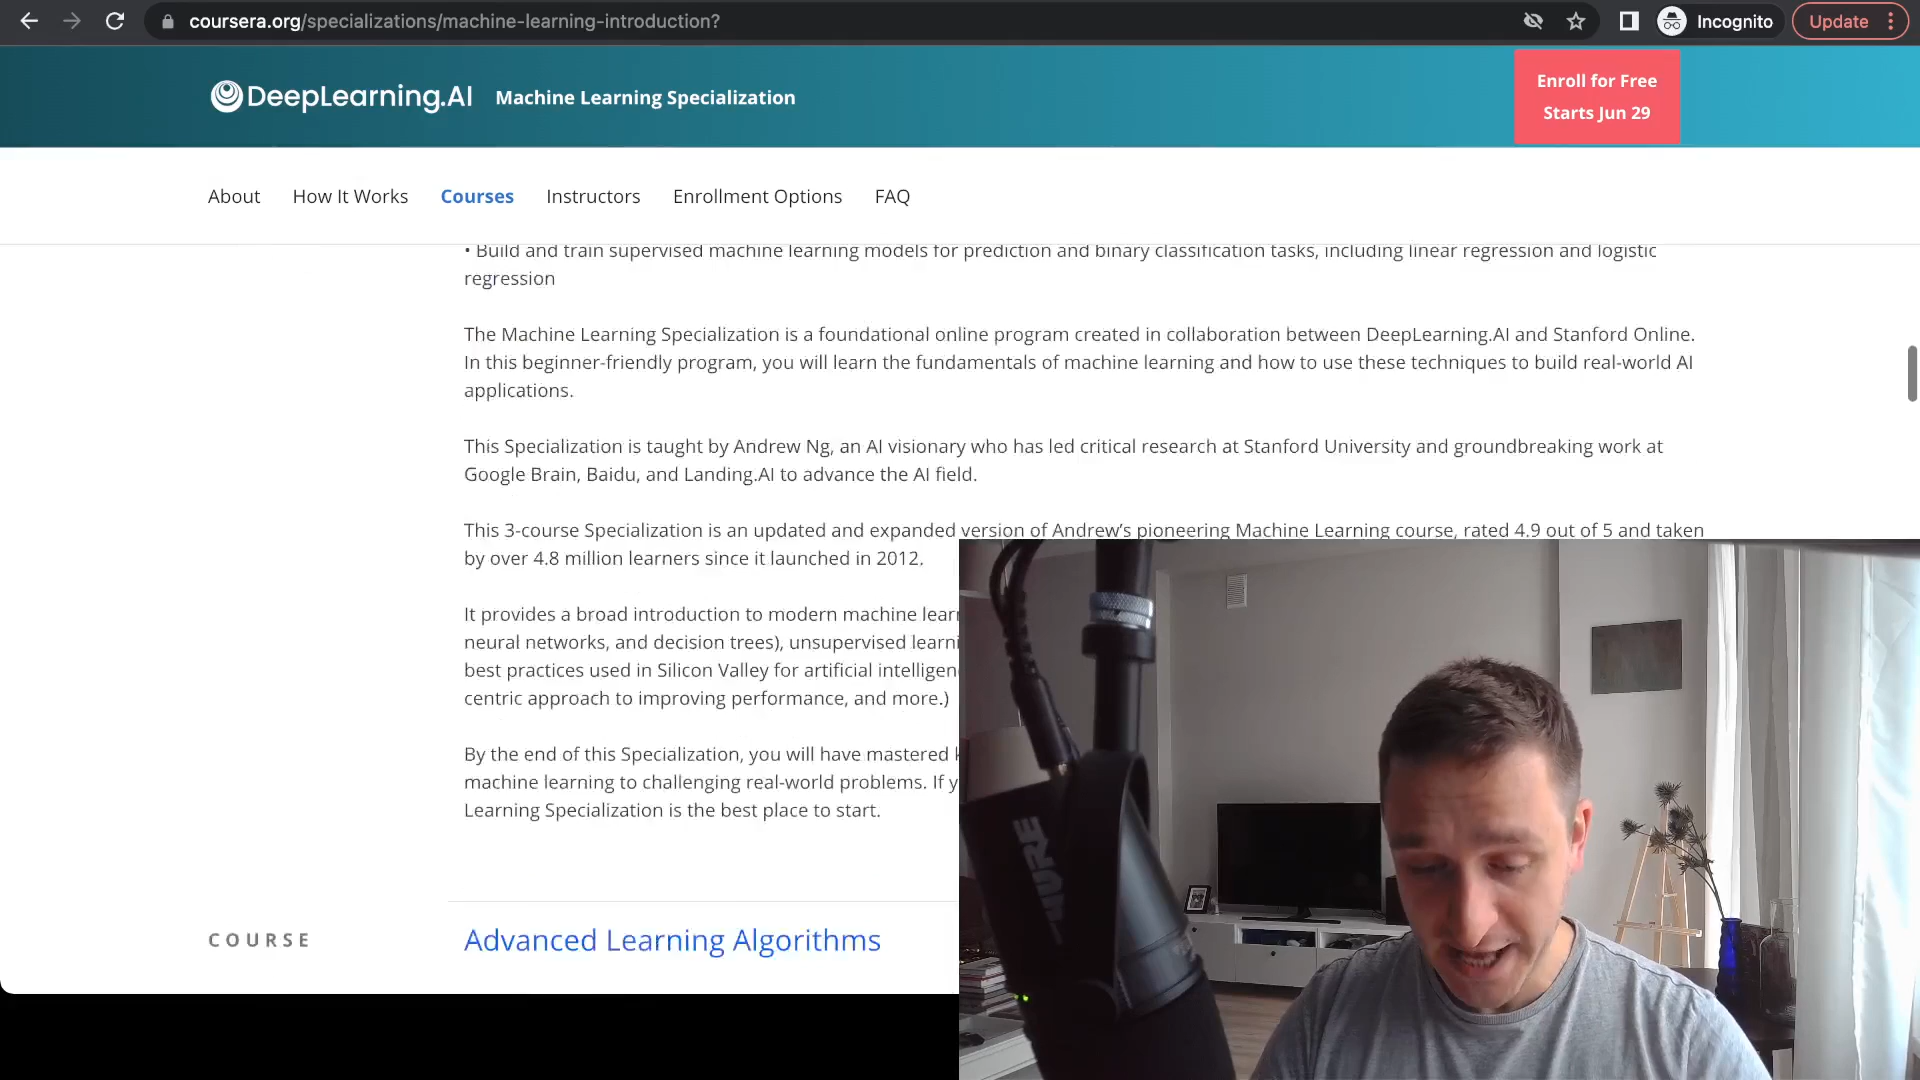 coursera.org/specializations/machine-learning-introduction?
Incognito
Update
DeepLearning.AI
Machine Learning Specialization
Enroll for Free
Starts Jun 29
About
How It Works
Courses
Instructors
Enrollment Options
FAQ
• Build and train supervised machine learning models for prediction and binary classification tasks, including linear regression and logistic
regression
The Machine Learning Specialization is a foundational online program created in collaboration between DeepLearning.AI and Stanford Online.
In this beginner-friendly program, you will learn the fundamentals of machine learning and how to use these techniques to build real-world AI
applications.
This Specialization is taught by Andrew Ng, an AI visionary who has led critical research at Stanford University and groundbreaking work at
Google Brain, Baidu, and Landing.AI to advance the AI field.
This 3-course Specialization is an updated and expanded version of Andrew's pioneering Machine Learning course, rated 4.9 out of 5 and taken
by over 4.8 million learners since it launched in 2012.
It provides a broad introduction to modern machine
neural networks, and decision trees), unsupervised
best practices used in Silicon Valley for artificial
centric approach to improving performance, and more.)
By the end of this Specialization, you will have mastered
machine learning to challenging real-world problems. If
Learning Specialization is the best place to start.
COURSE
Advanced Learning Algorithms